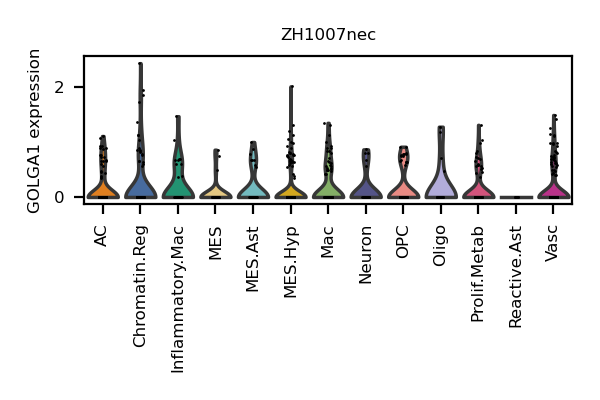 ZH1007nec
GOLGA1 expression
2
0
AC
Chromatin.Reg
Inflammatory.Mac
MES
MES.Ast
MES.Hyp
Mac
Neuron
OPC
Oligo
Prolif.Metab
Reactive.Ast
Vasc